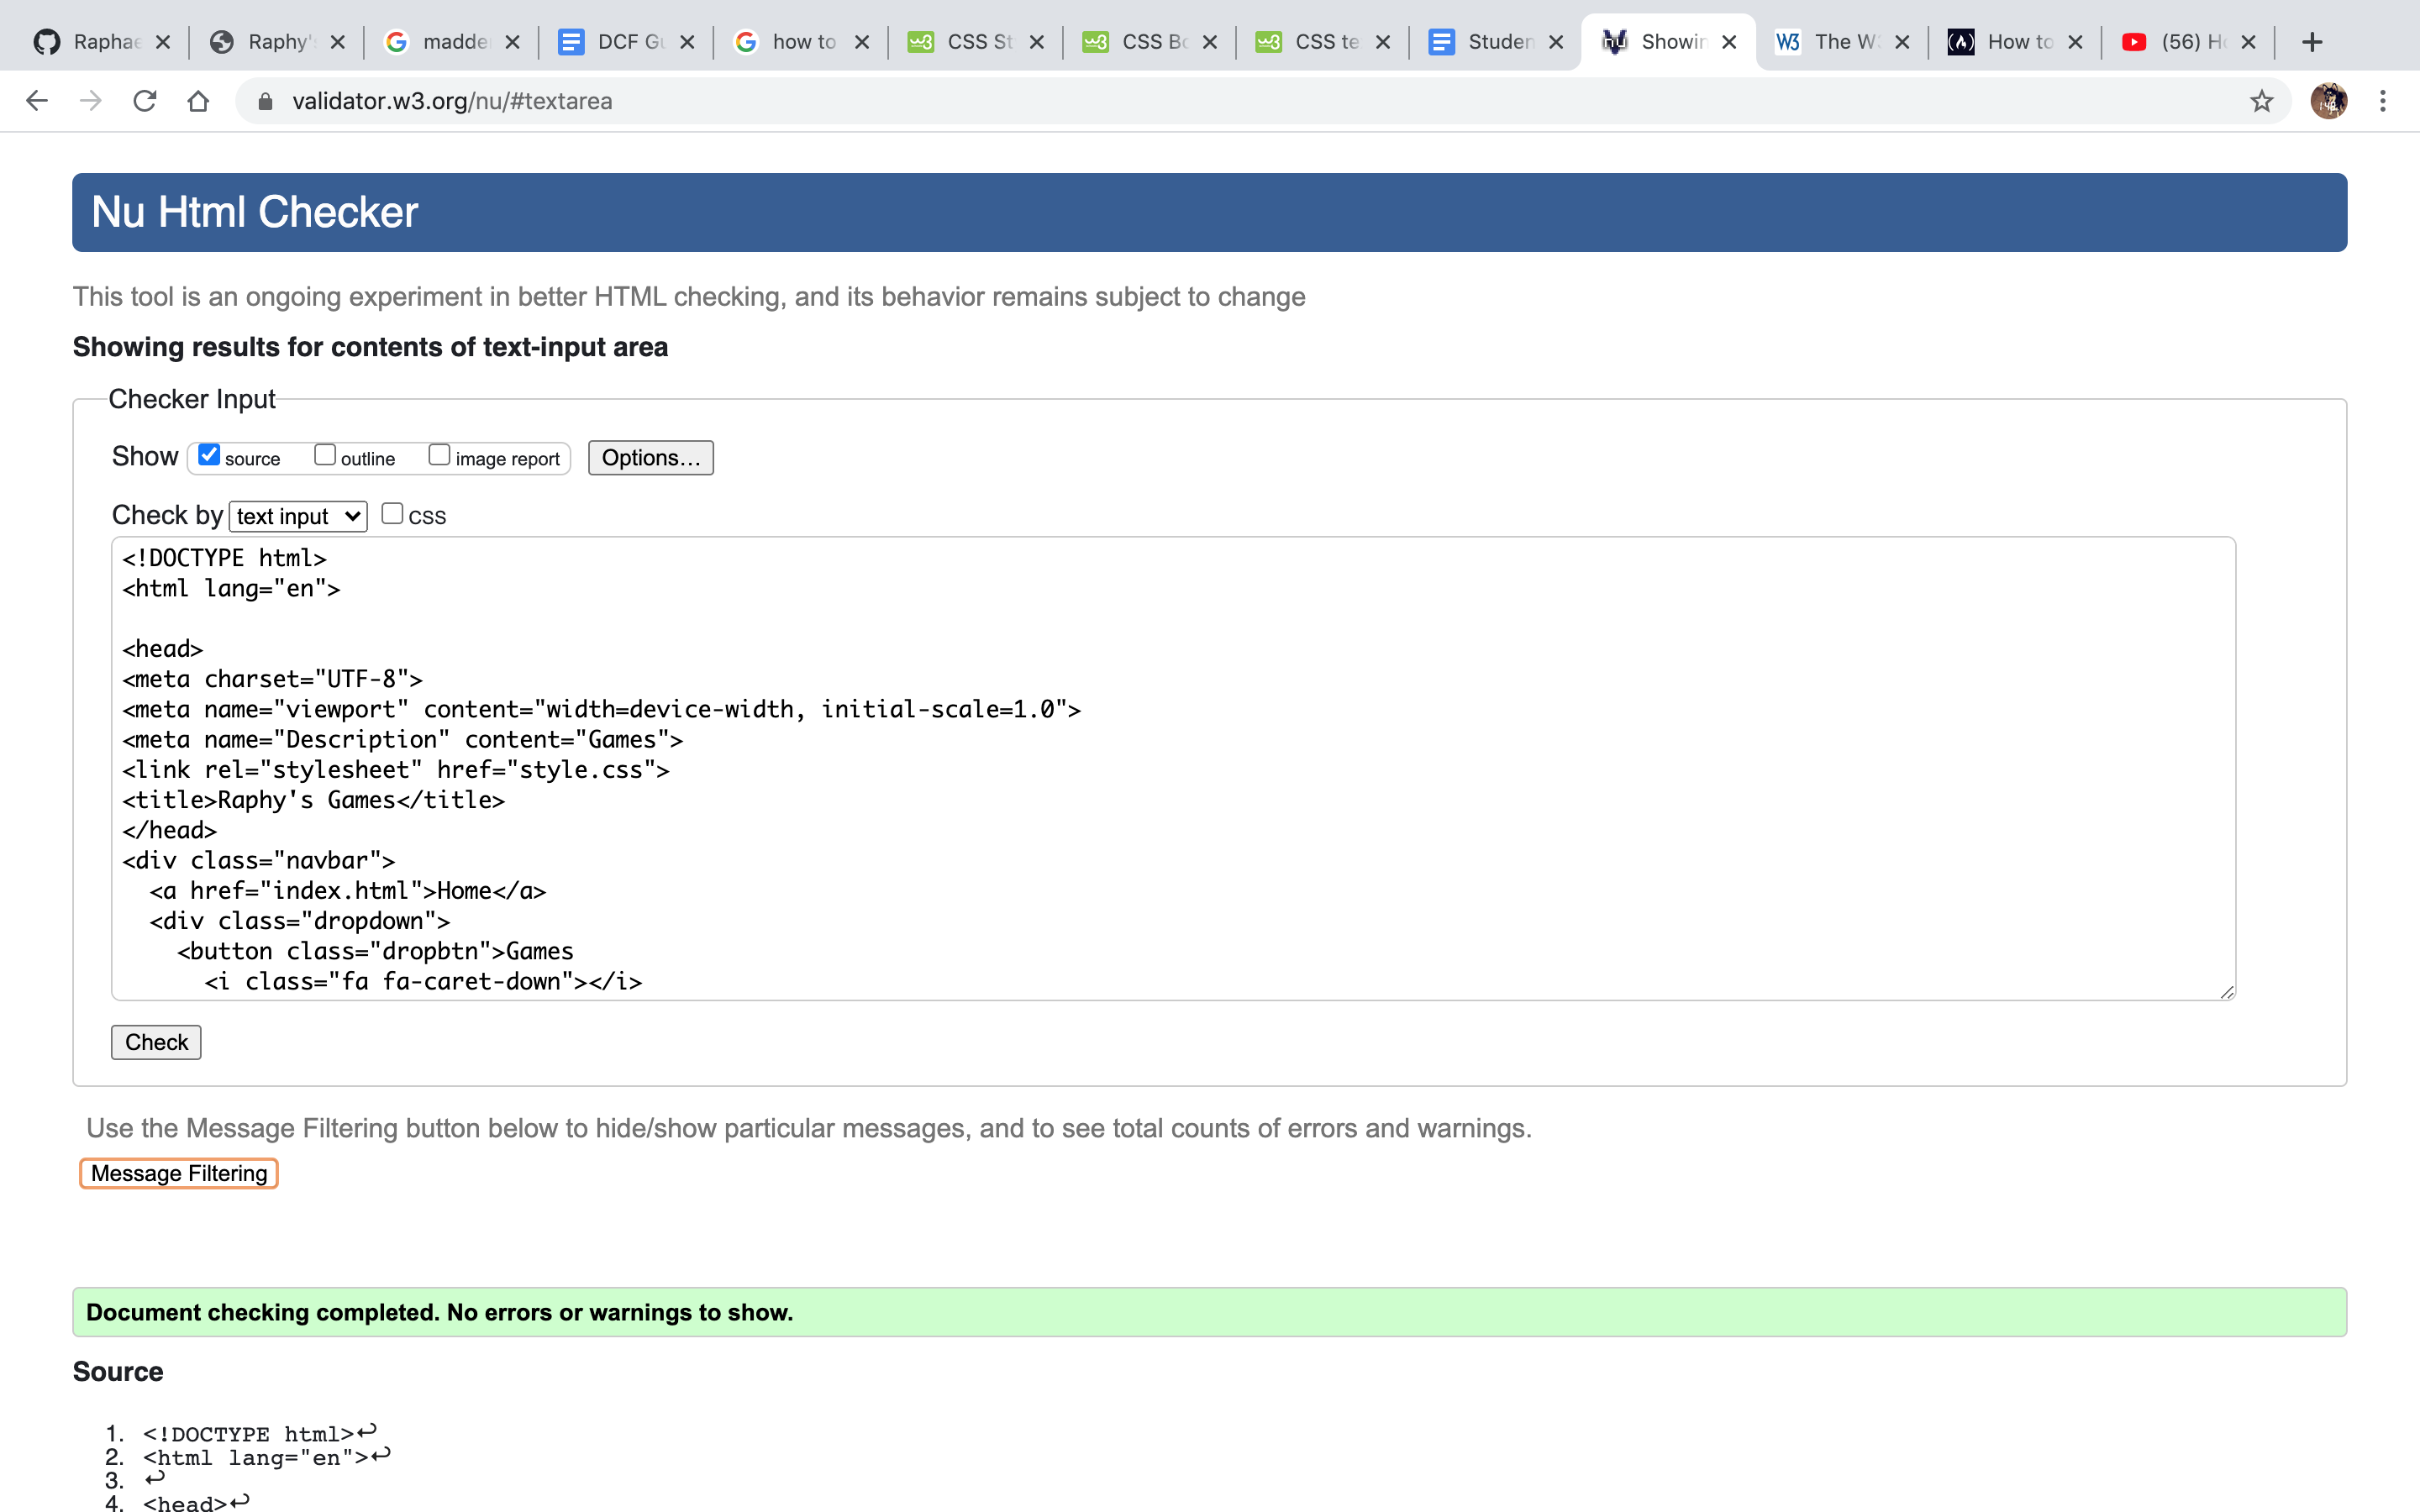 Raphae
Raphy'
madde
DCF Gu
how to
CSS St
CSS Bo
CSS te
Studen
Showin
The W
How to
(56) H
validator.w3.org/nu/#textarea
Nu Html Checker
This tool is an ongoing experiment in better HTML checking, and its behavior remains subject to change
Showing results for contents of text-input area
Checker Input
Show source outline image report Options...
Check by text input CSS
<!DOCTYPE html>
<html lang="en">
<head>
<meta charset="UTF-8">
<meta name="viewport" content="width=device-width, initial-scale=1.0">
<meta name="Description" content="Games">
<link rel="stylesheet" href="style.css">
<title>Raphy's Games</title>
</head>
<div class="navbar">
<a href="index.html">Home</a>
<div class="dropdown">
<button class="dropbtn">Games
<i class="fa fa-caret-down"></i>
Check
Use the Message Filtering button below to hide/show particular messages, and to see total counts of errors and warnings.
Message Filtering
Document checking completed. No errors or warnings to show.
Source
1. <!DOCTYPE html>↩
2. <html lang="en">↩
3. ↩
4. <head>↩